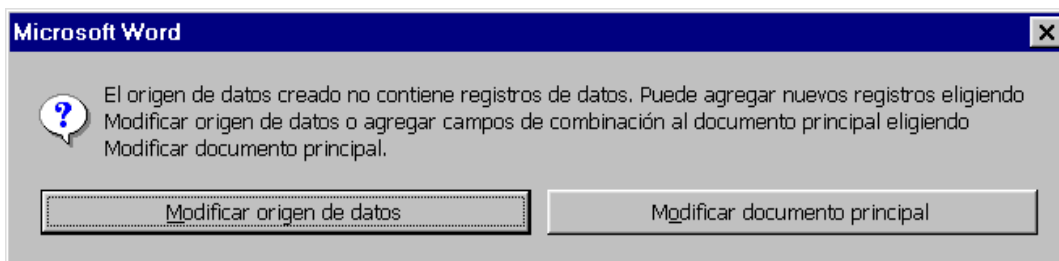 Microsoft Word
El origen de datos creado no contiene registros de datos. Puede agregar nuevos registros eligiendo
Modificar origen de datos o agregar campos de combinación al documento principal eligiendo
Modificar documento principal.
Modificar origen de datos
Modificar documento principal